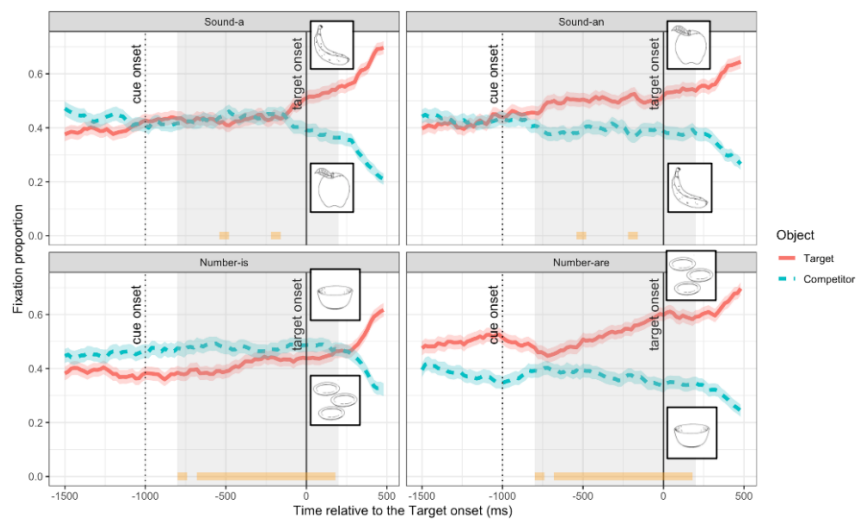 Sound-a
Sound-an
cue onset
target onset
cue onset
target onset
0.6
0.4
0.2
0.0
Fixation proportion
Number-is
Number-are
cue onset
target onset
cue onset
target onset
0.6
0.4
0.2
0.0
-1500
-1000
-500
0
500
-1500
-1000
-500
0
500
Time relative to the Target onset (ms)
Object
Target
Competitor